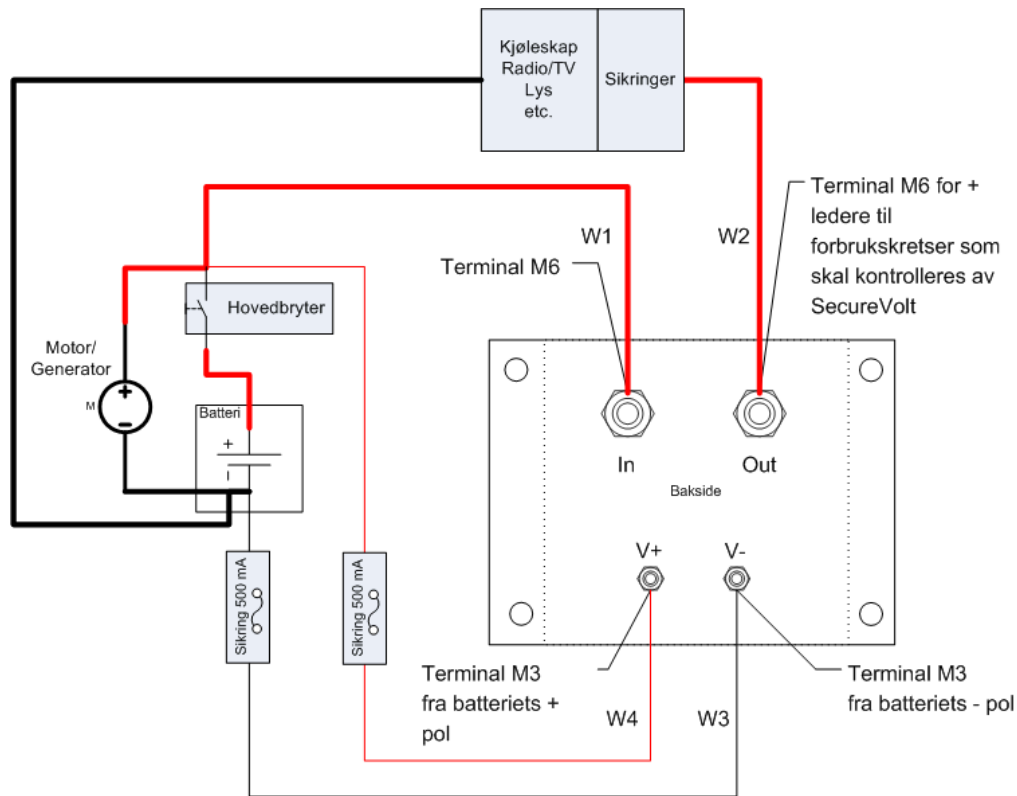 Kjøleskap
Radio/TV
Lys
etc.
Sikringer
W1
W2
Terminal M6
Terminal M6 for +
ledere til
forbrukskretser som
skal kontrolleres av
SecureVolt
Hovedbryter
Motor/
Generator
M
+
-
Batteri
+
-
In
Out
Bakside
V+
V-
Sikring 500 mA
Sikring 500 mA
Terminal M3
fra batteriets +
pol
W4
W3
Terminal M3
fra batteriets - pol